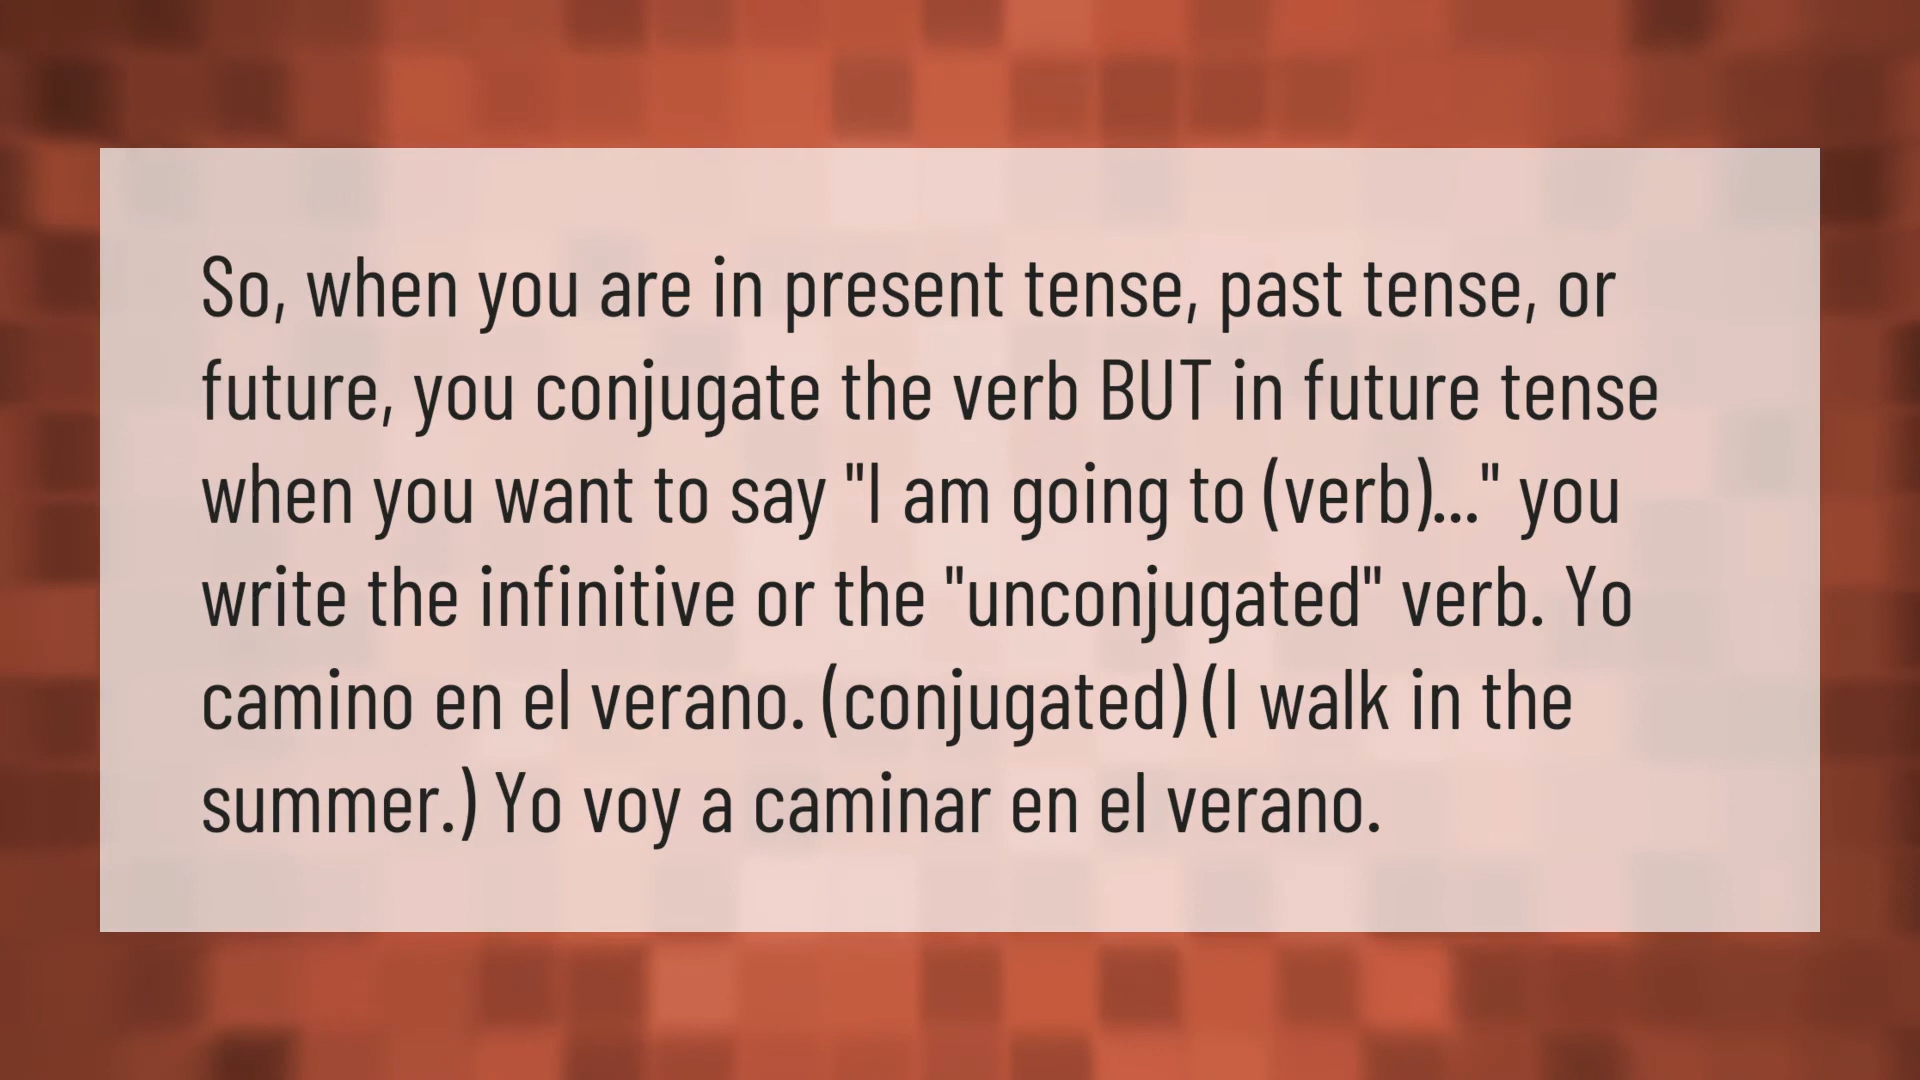 So, when you are in present tense, past tense, or
future, you conjugate the verb BUT in future tense
when you want to say "I am going to (verb)..." you
write the infinitive or the "unconjugated" verb. Yo
camino en el verano. (conjugated) (I walk in the
summer.) Yo voy a caminar en el verano.